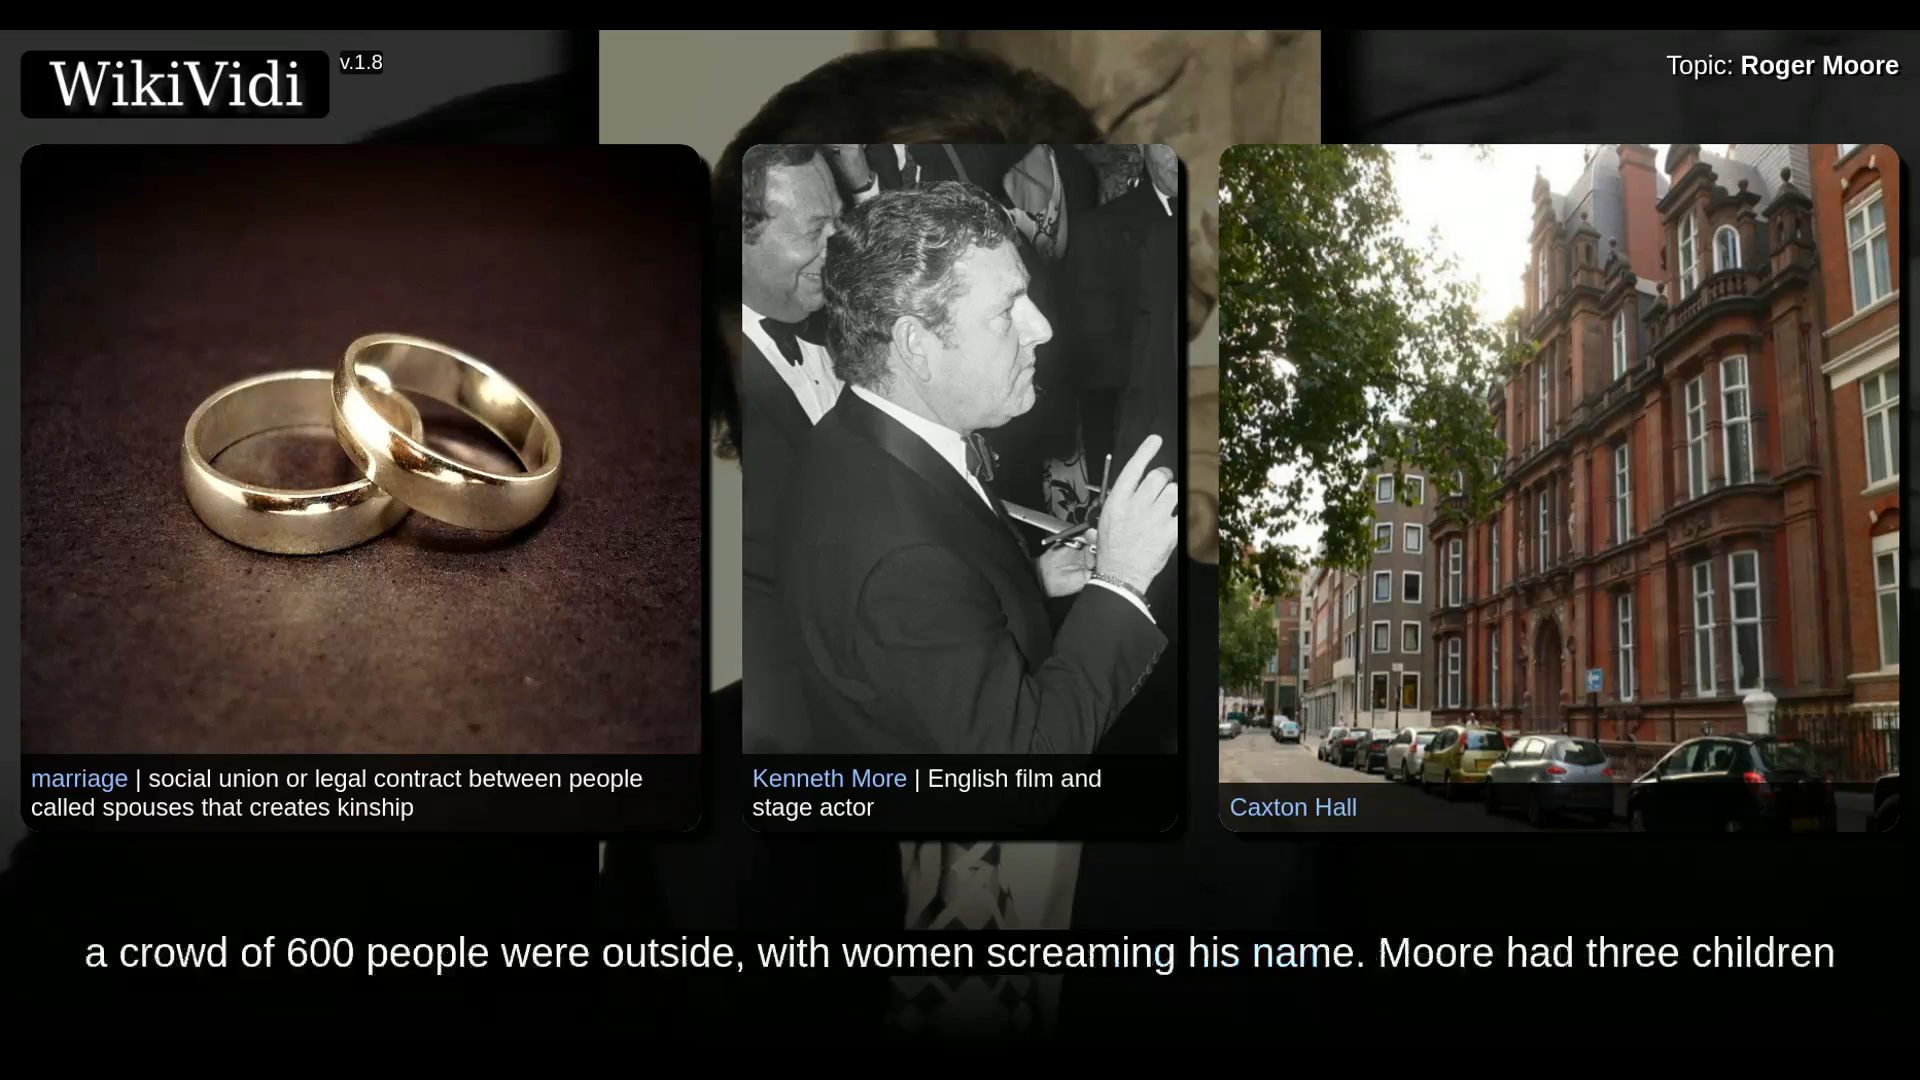 WikiVidi
v.1.8
Topic: Roger Moore
marriage | social union or legal contract between people
called spouses that creates kinship
Kenneth More | English film and
stage actor
Caxton Hall
a crowd of 600 people were outside, with women screaming his name. Moore had three children